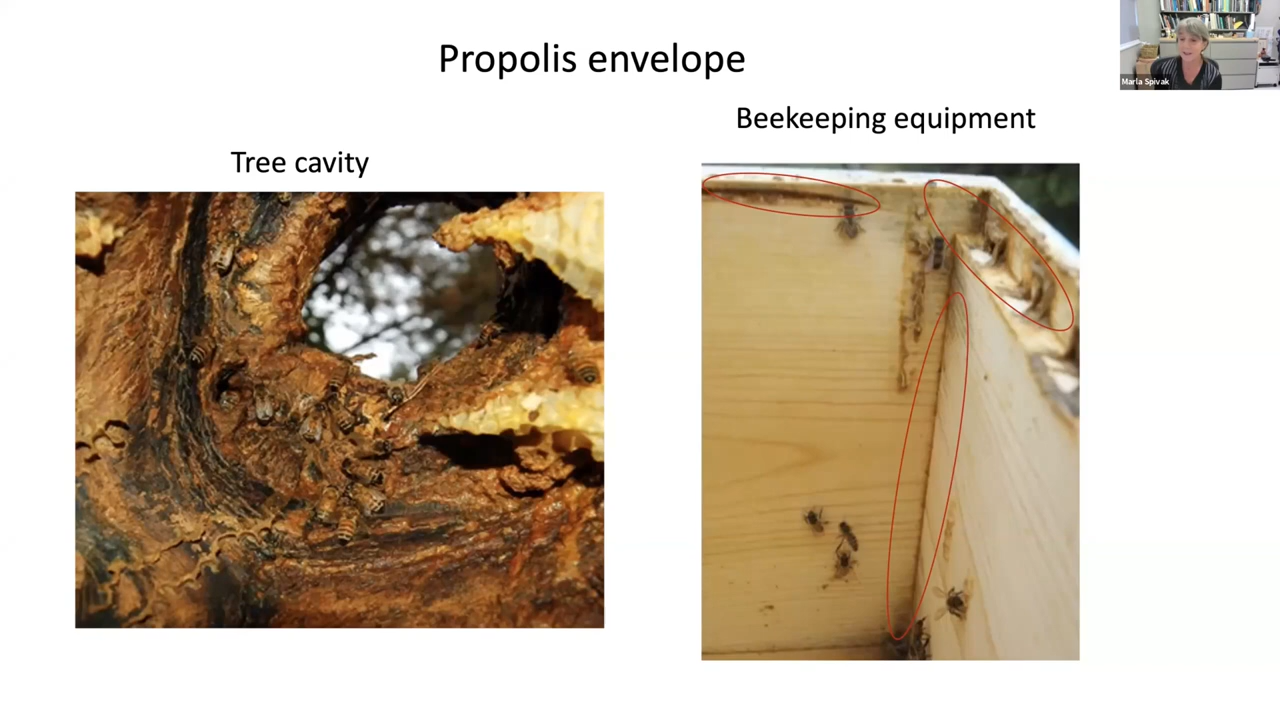 Propolis envelope
Marla Spivak
Beekeeping equipment
Tree cavity